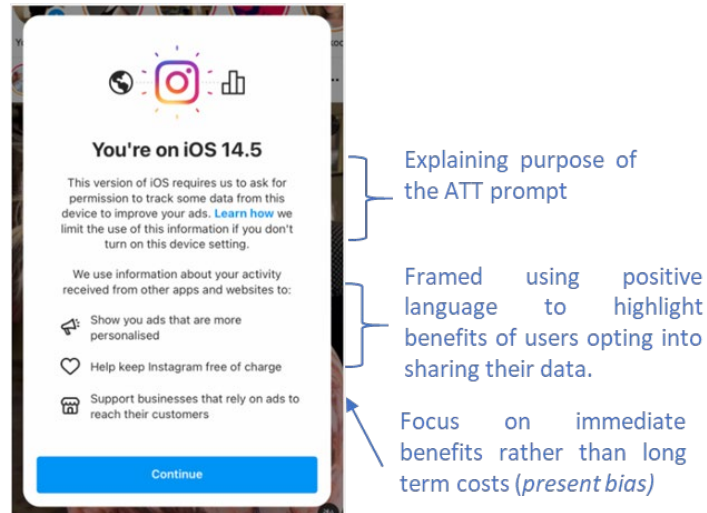 You're on iOS 14.5
This version of iOS requires us to ask for
permission to track some data from this
device to improve your ads. Learn how we
limit the use of this information if you don't
turn on this device setting.
We use information about your activity
received from other apps and websites to:
Show you ads that are more
personalised
Help keep Instagram free of charge
Support businesses that rely on ads to
reach their customers
Continue
Explaining purpose of
the ATT prompt
Framed using positive
language to highlight
benefits of users opting into
sharing their data.
Focus on immediate
benefits rather than long
term costs (present bias)